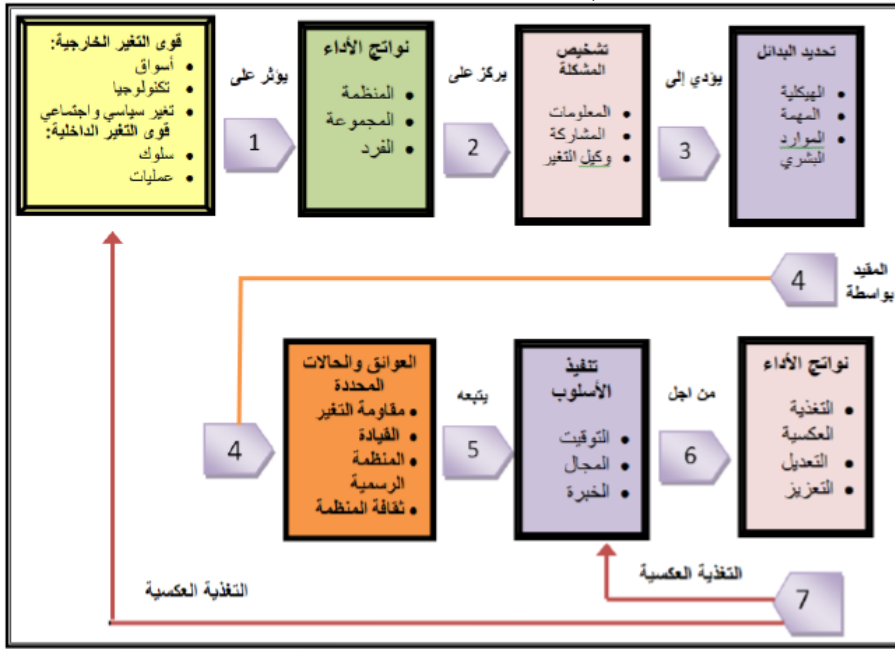 قوى التغير الخارجية:
• أسواق
• تكنولوجيا
• تغير سياسي واجتماعي
قوى التغير الداخلية:
• سلوك
• عمليات
يؤثر على
1
نواتج الأداء
• المنظمة
• المجموعة
• الفرد
يركز على
2
تشخيص
المشكلة
• المعلومات
• المشاركة
• وكيل التغير
يؤدي إلى
3
تحديد البدائل
• الهيكلية
• المهمة
• الموارد
البشري
المقيد
بواسطة
4
4
العوائق والحالات
المحددة
• مقاومة التغير
• القيادة
• المنظمة
الرسمية
• ثقافة المنظمة
يتبعه
5
تنفيذ
الأسلوب
• التوقيت
• المجال
• الخبرة
من اجل
6
نواتج الأداء
• التغذية
العكسية
• التعديل
• التعزيز
التغذية العكسية
7
التغذية العكسية